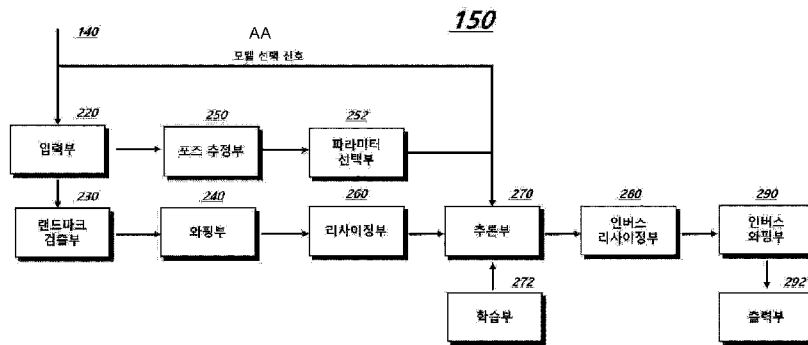 150
140
AA
모델 선택 신호
220
250
252
입력부
포즈 추정부
파라미터
선택부
230
240
260
270
280
290
랜드마크
검출부
와핑부
리사이징부
추론부
인버스
리사이징부
인버스
와핑부
272
292
학습부
출력부